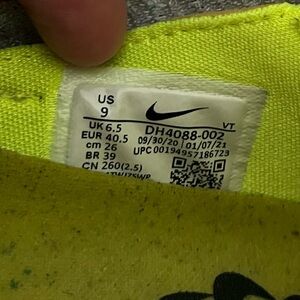 US
9
VT
UK 6.5
DH4088-002
EUR 40.5
09/30/20
01/07/21
cm 26
UPC 00194957186723
BR 39
CN 260(2.5)